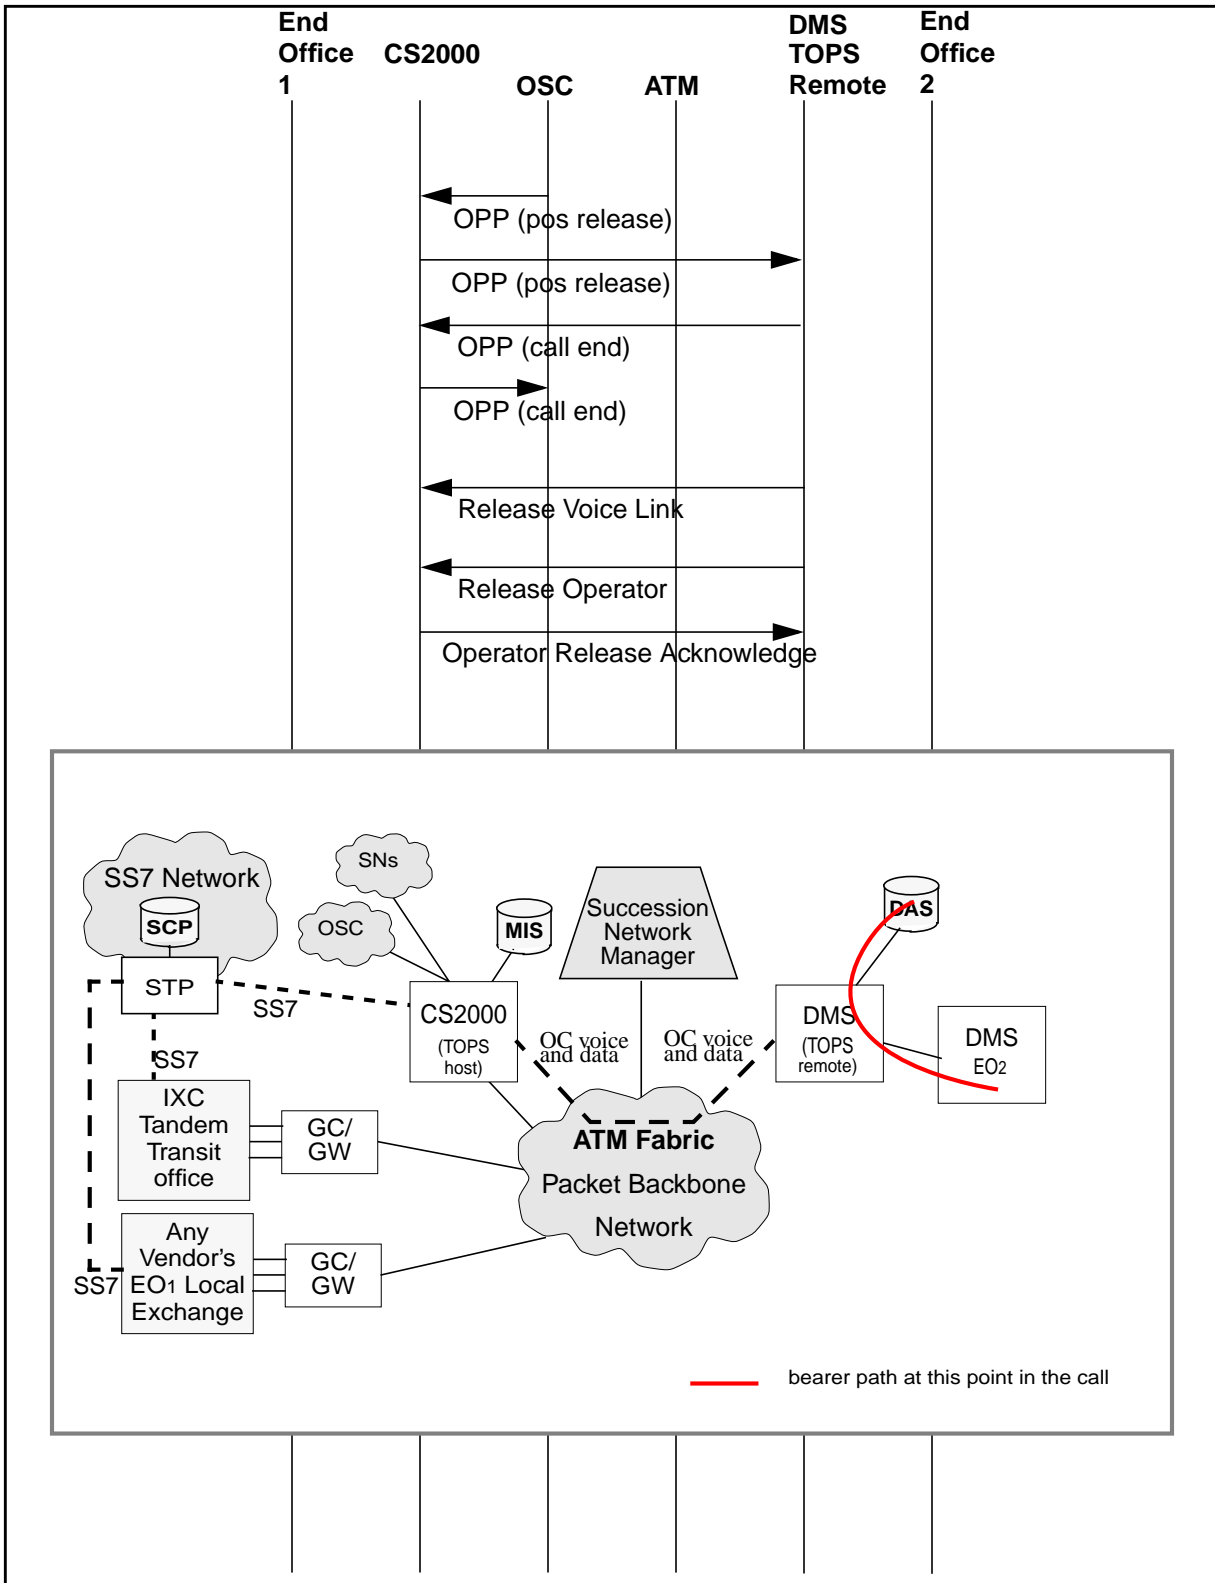 End
Office
1
CS2000
OSC
ATM
DMS
TOPS
Remote
End
Office
2
OPP (pos release)
OPP (pos release)
OPP (call end)
OPP (call end)
Release Voice Link
Release Operator
Operator Release Acknowledge
SS7 Network
SCP
STP
SS7
SS7
SS7
SNs
OSC
MIS
CS2000
(TOPS
host)
Succession
Network
Manager
OC voice
and data
OC voice
and data
DAS
DMS
(TOPS
remote)
DMS
EO2
IXC
Tandem
Transit
office
GC/
GW
ATM Fabric
Packet Backbone
Network
Any
Vendor's
EO1 Local
Exchange
GC/
GW
bearer path at this point in the call